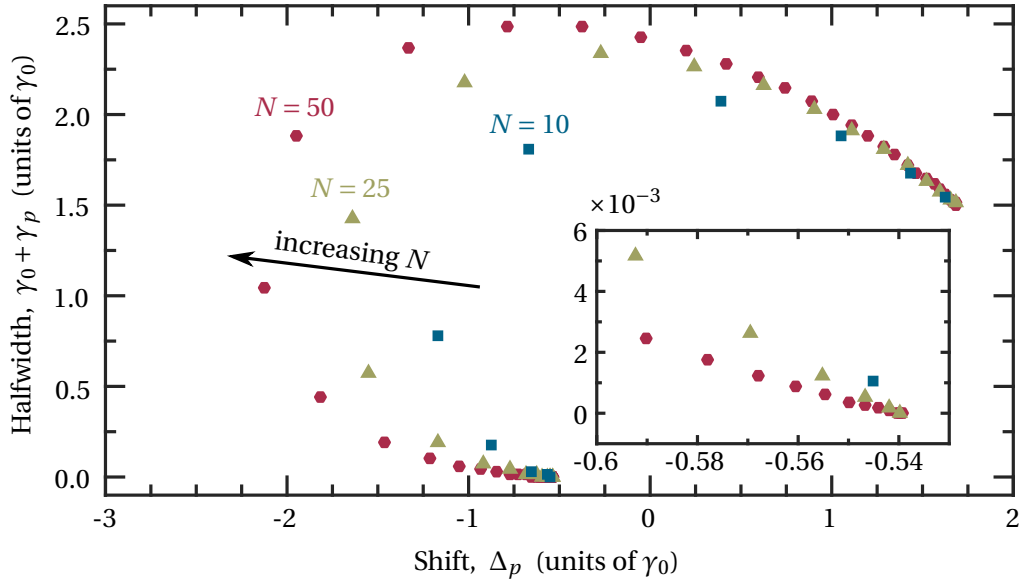 2.5
2.0
1.5
1.0
0.5
0.0
Halfwidth, γ₀ + γₚ (units of γ₀)
N = 50
N = 10
N = 25
increasing N
×10⁻³
6
4
2
0
-0.6 -0.58 -0.56 -0.54
-3 -2 -1 0 1 2
Shift, Δₚ (units of γ₀)